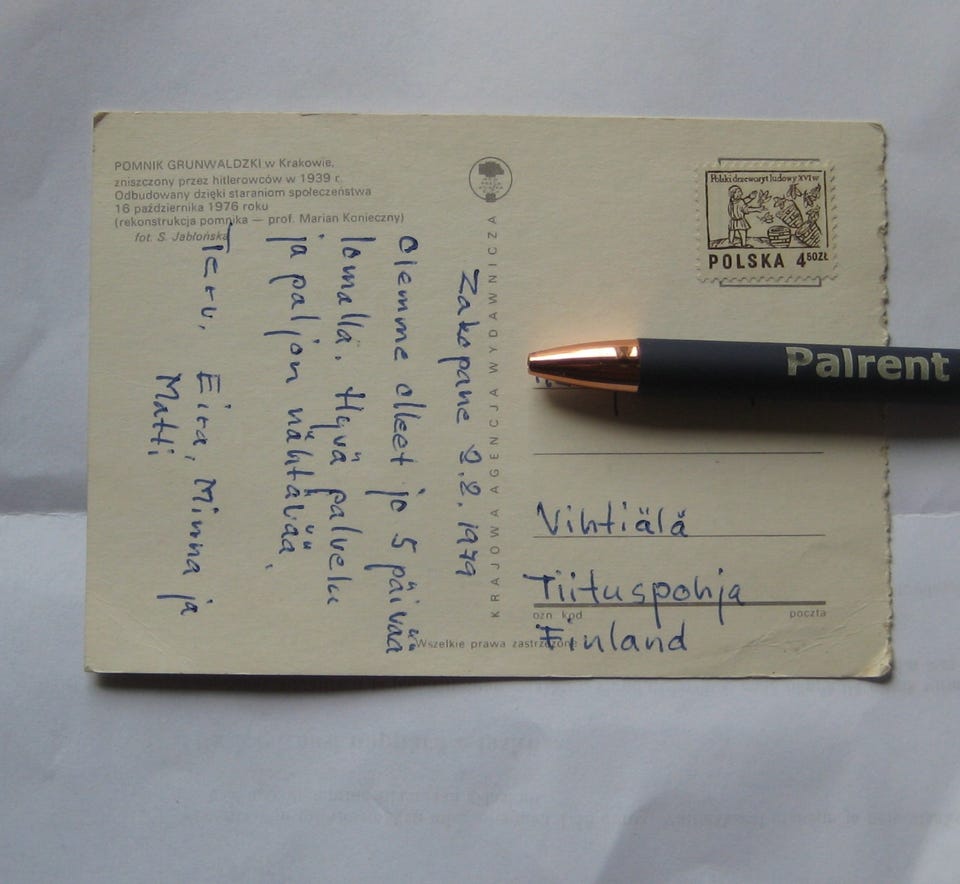 POMNIK GRUNWALDZKI w Krakowie,
zniszczony przez hitlerowców w 1939 r.
Odbudowany dzięki staraniom społeczeństwa
16 października 1976 roku
(rekonstrukcja pomnika — prof. Marian Konieczny)
fot. S. Jabłońska
Zakopane 9.2.1979
Olemme olleet jo 5 päivää
lomalla. Hyvä palvelu
ja paljon nähtävää.
Terv. Eira, Minna ja
Matti
KRAJOWA AGENCJA WYDAWNICZA
Polski drzeworyt ludowy XVI w
POLSKA 4 50ZŁ
Palrent
Vihtiälä
Tiituspohja
ozn. kod
poczta
Finland
Wszelkie prawa zastrzeżone